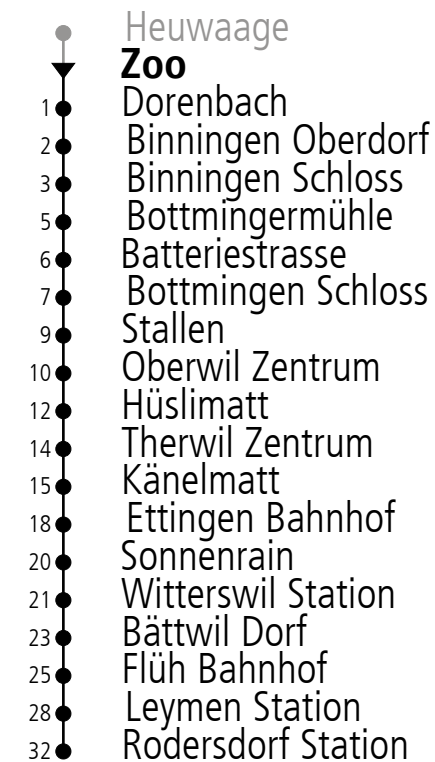 Heuwaage
Zoo
1 Dorenbach
2 Binningen Oberdorf
3 Binningen Schloss
5 Bottmingermühle
6 Batteriestrasse
7 Bottmingen Schloss
9 Stallen
10 Oberwil Zentrum
12 Hüslimatt
14 Therwil Zentrum
15 Känelmatt
18 Ettingen Bahnhof
20 Sonnenrain
21 Witterswil Station
23 Bättwil Dorf
25 Flüh Bahnhof
28 Leymen Station
32 Rodersdorf Station